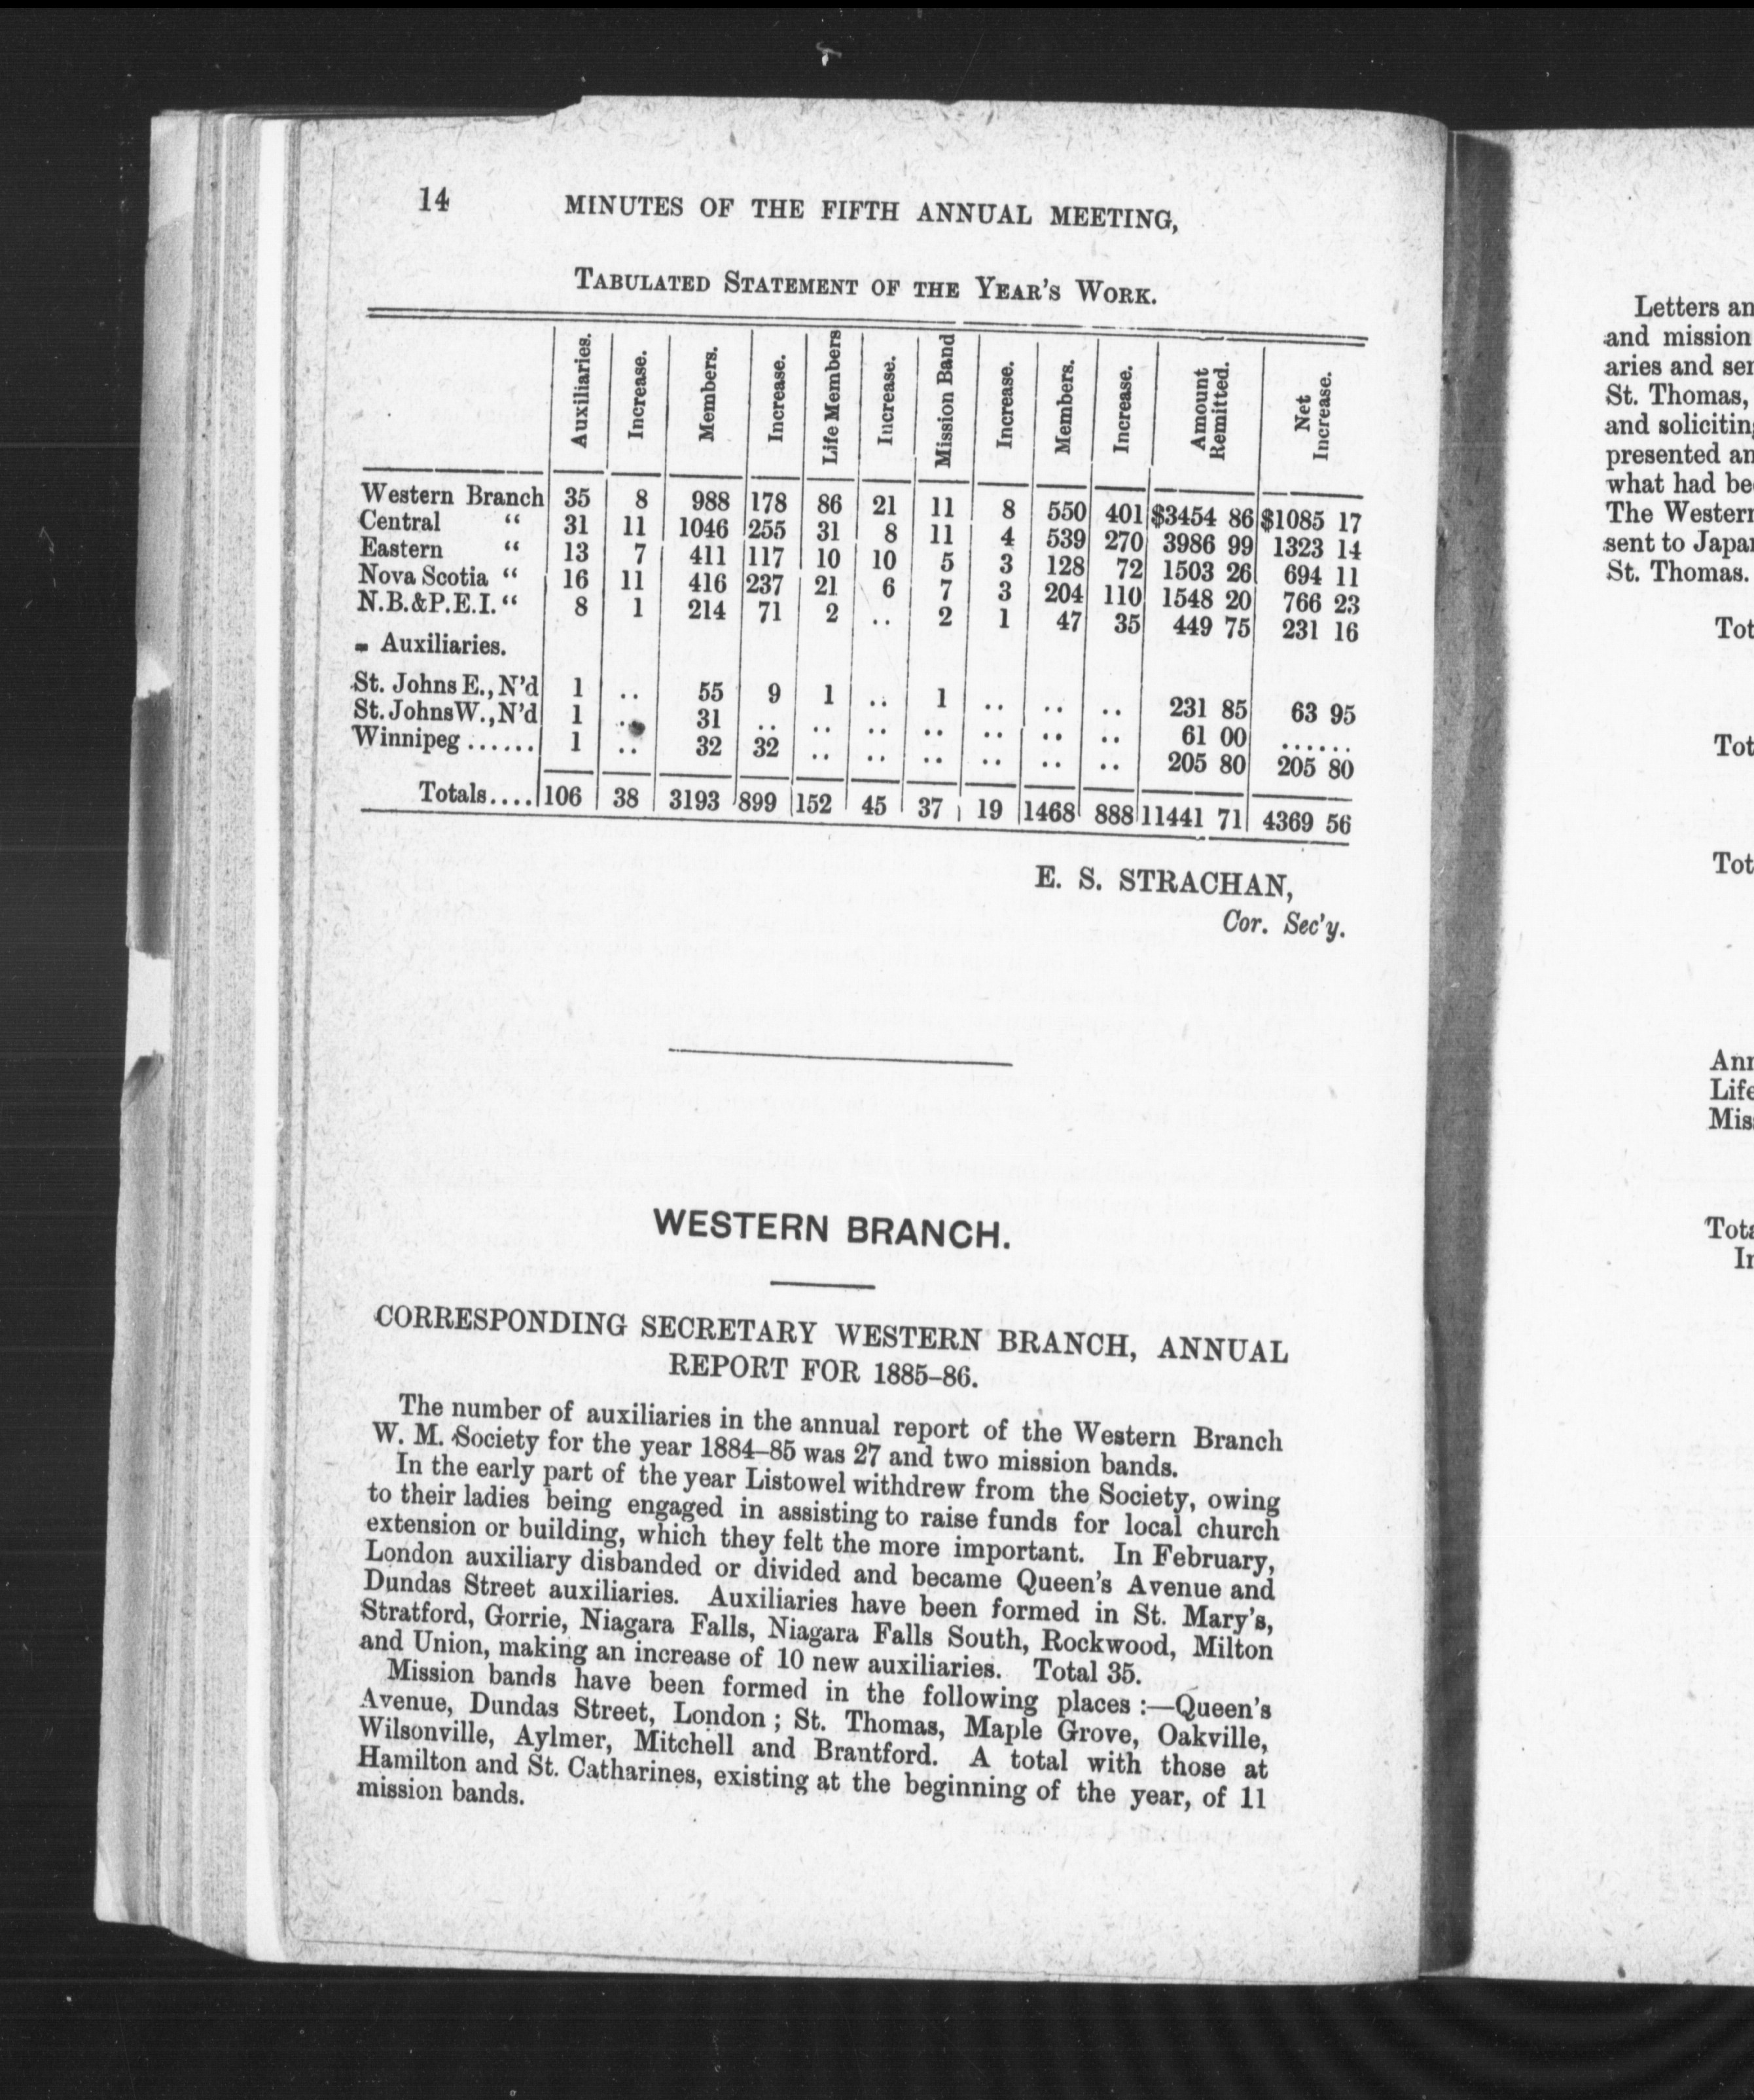 14
MINUTES OF THE FIFTH ANNUAL MEETING,
TABULATED STATEMENT OF THE YEAR'S WORK.
Auxiliaries. Increase. Members. Increase. Life Members Increase. Mission Band Increase. Members. Increase. Amount Remitted. Net Increase.
Western Branch 35 8 988 178 86 21 11 8 550 401 $3454 86 $1085 17
Central " 31 11 1046 255 31 8 11 4 539 270 3986 99 1323 14
Eastern " 13 7 411 117 10 10 5 3 128 72 1503 26 694 11
Nova Scotia " 16 11 416 237 21 6 7 3 204 110 1548 20 766 23
N.B.&P.E.I. " 8 1 214 71 2 .. 2 1 47 35 449 75 231 16
Auxiliaries.
St. Johns E., N'd 1 .. 55 9 1 .. 1 .. .. .. 231 85 63 95
St. Johns W., N'd 1 .. 31 .. .. .. .. .. .. .. 61 00 ......
Winnipeg ...... 1 .. 32 32 .. .. .. .. .. .. 205 80 205 80
Totals.... 106 38 3193 899 152 45 37 19 1468 888 11441 71 4369 56
E. S. STRACHAN,
Cor. Sec'y.
WESTERN BRANCH.
CORRESPONDING SECRETARY WESTERN BRANCH, ANNUAL
REPORT FOR 1885–86.
The number of auxiliaries in the annual report of the Western Branch
W. M. Society for the year 1884–85 was 27 and two mission bands.
In the early part of the year Listowel withdrew from the Society, owing
to their ladies being engaged in assisting to raise funds for local church
extension or building, which they felt the more important. In February,
London auxiliary disbanded or divided and became Queen's Avenue and
Dundas Street auxiliaries. Auxiliaries have been formed in St. Mary's,
Stratford, Gorrie, Niagara Falls, Niagara Falls South, Rockwood, Milton
and Union, making an increase of 10 new auxiliaries. Total 35.
Mission bands have been formed in the following places :—Queen's
Avenue, Dundas Street, London ; St. Thomas, Maple Grove, Oakville,
Wilsonville, Aylmer, Mitchell and Brantford. A total with those at
Hamilton and St. Catharines, existing at the beginning of the year, of 11
mission bands.
Letters an
and mission
aries and ser
St. Thomas,
and soliciting
presented an
what had be
The Western
sent to Japan
St. Thomas.
Tot
Tot
Tot
Ann
Life
Mis
Tota
In